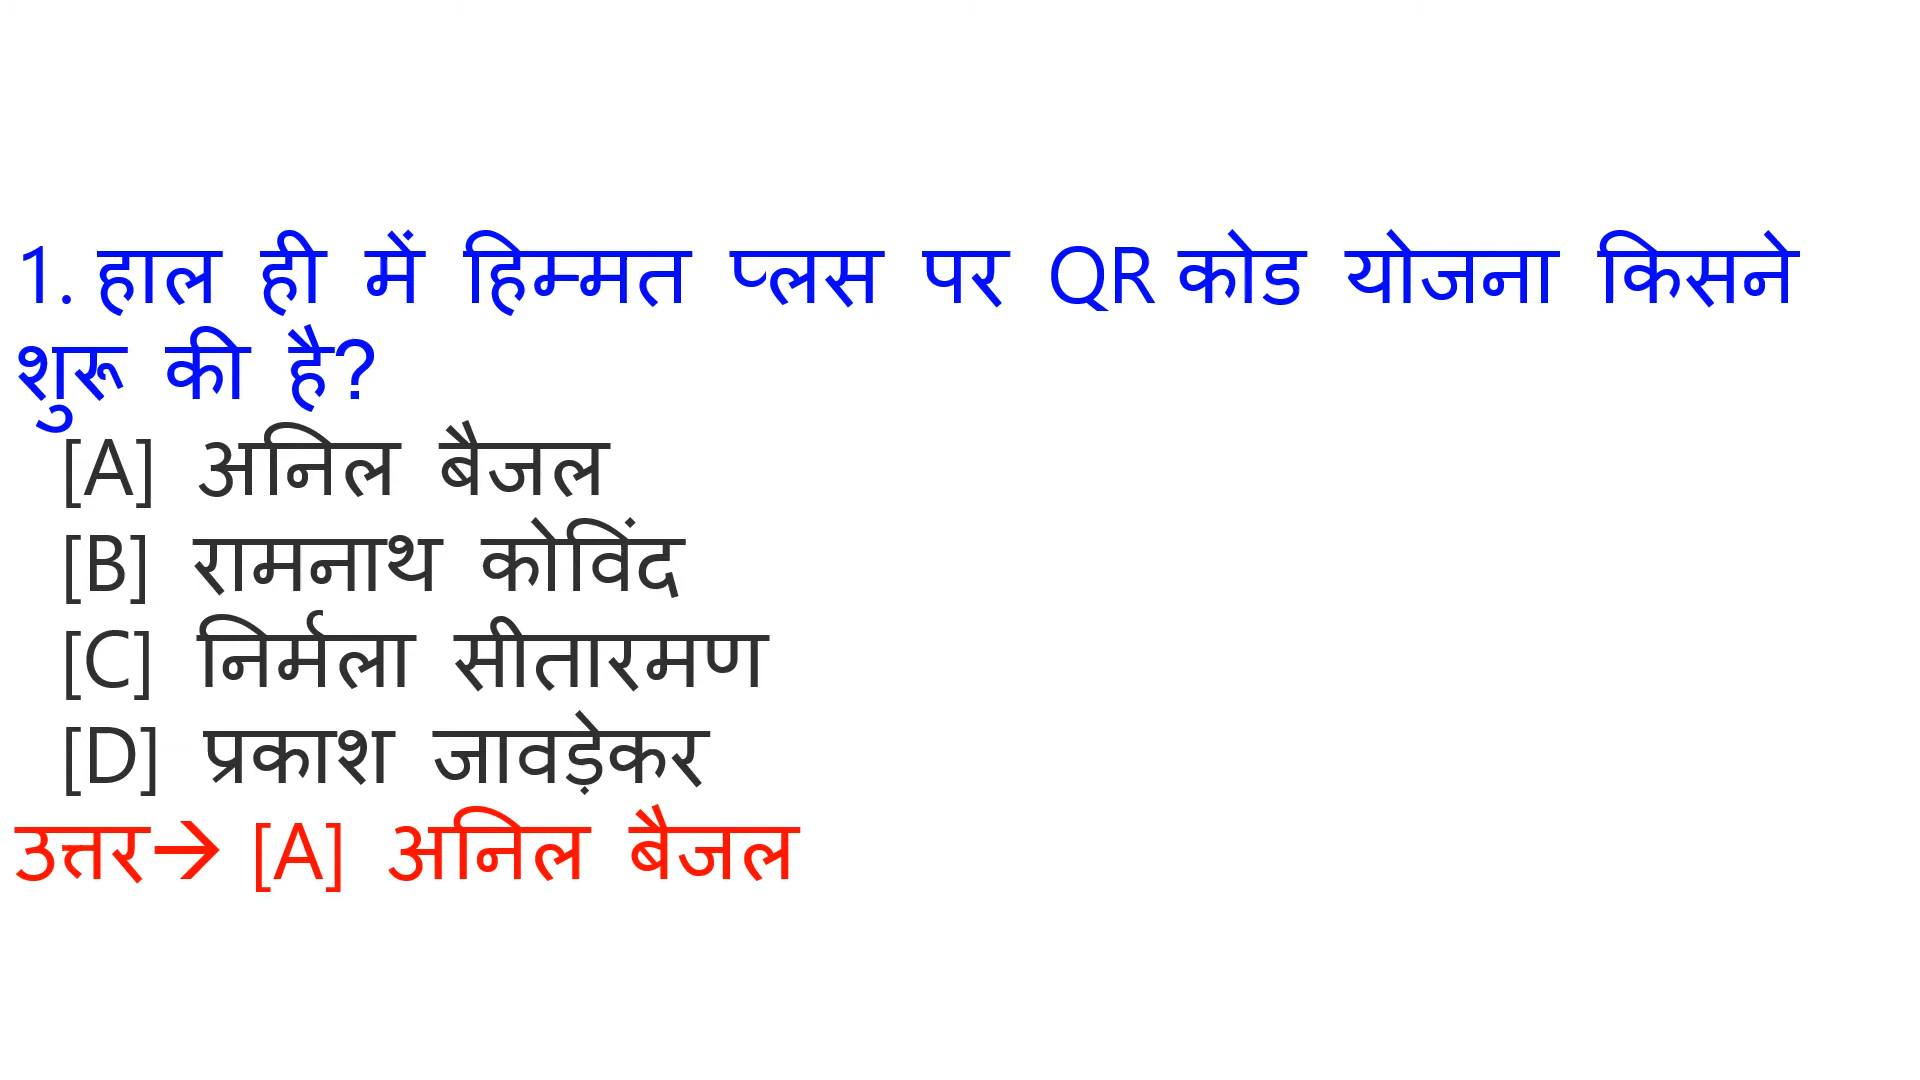 1. हाल ही में हिम्मत प्लस पर QR कोड योजना किसने
शुरू की है?
[A] अनिल बैजल
[B] रामनाथ कोविंद
[C] निर्मला सीतारमण
[D] प्रकाश जावड़ेकर
उत्तर→ [A] अनिल बैजल